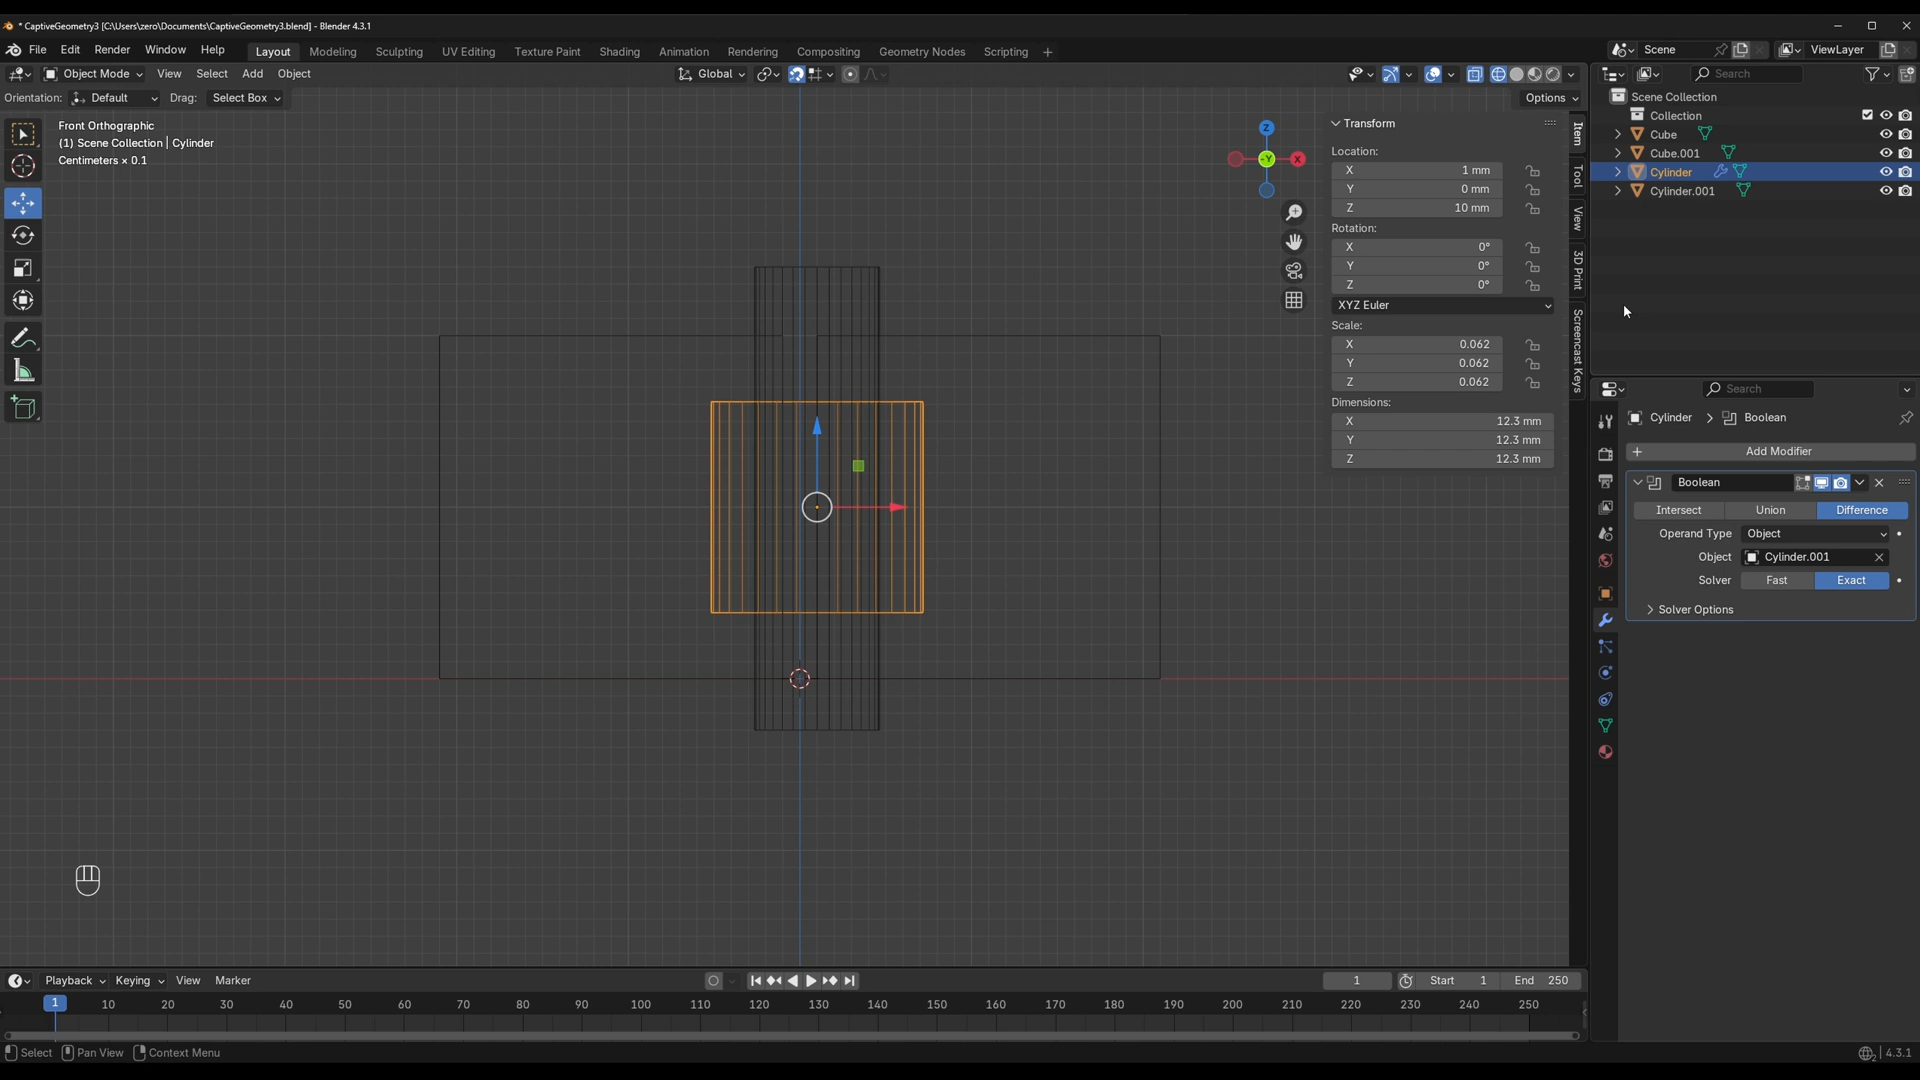 * CaptiveGeometry3 [C:\Users\zero\Documents\CaptiveGeometry3.blend] - Blender 4.3.1
File Edit Render Window Help
Layout Modeling Sculpting UV Editing Texture Paint Shading Animation Rendering Compositing Geometry Nodes Scripting +
Scene
ViewLayer
Object Mode View Select Add Object
Global
Search
Orientation: Default Drag: Select Box
Options
Front Orthographic
(1) Scene Collection | Cylinder
Centimeters × 0.1
Z
-Y
X
Transform
Location:
X 1 mm
Y 0 mm
Z 10 mm
Rotation:
X 0°
Y 0°
Z 0°
XYZ Euler
Scale:
X 0.062
Y 0.062
Z 0.062
Dimensions:
X 12.3 mm
Y 12.3 mm
Z 12.3 mm
Item
Tool
View
3D Print
Screencast Keys
Scene Collection
Collection
Cube
Cube.001
Cylinder
Cylinder.001
Search
Cylinder > Boolean
+ Add Modifier
Boolean
Intersect Union Difference
Operand Type Object
Object Cylinder.001
Solver Fast Exact
Solver Options
Playback Keying View Marker
1 Start 1 End 250
1 10 20 30 40 50 60 70 80 90 100 110 120 130 140 150 160 170 180 190 200 210 220 230 240 250
Select Pan View Context Menu
4.3.1